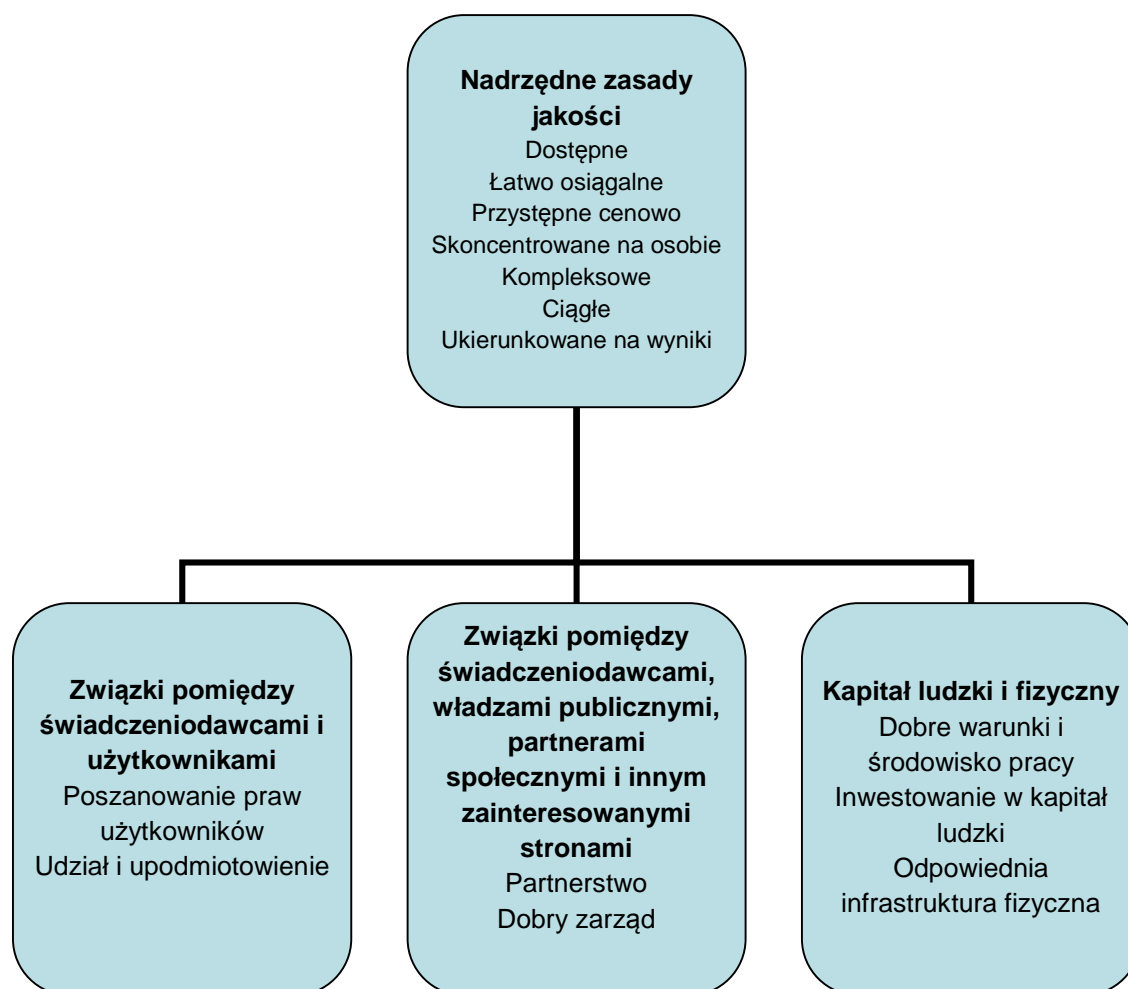 Nadrzędne zasady
jakości
Dostępne
Łatwo osiągalne
Przystępne cenowo
Skoncentrowane na osobie
Kompleksowe
Ciągłe
Ukierunkowane na wyniki
Związki pomiędzy
świadczeniodawcami i
użytkownikami
Poszanowanie praw
użytkowników
Udział i upodmiotowienie
Związki pomiędzy
świadczeniodawcami,
władzami publicznymi,
partnerami
społecznymi i innym
zainteresowanymi
stronami
Partnerstwo
Dobry zarząd
Kapitał ludzki i fizyczny
Dobre warunki i
środowisko pracy
Inwestowanie w kapitał
ludzki
Odpowiednia
infrastruktura fizyczna